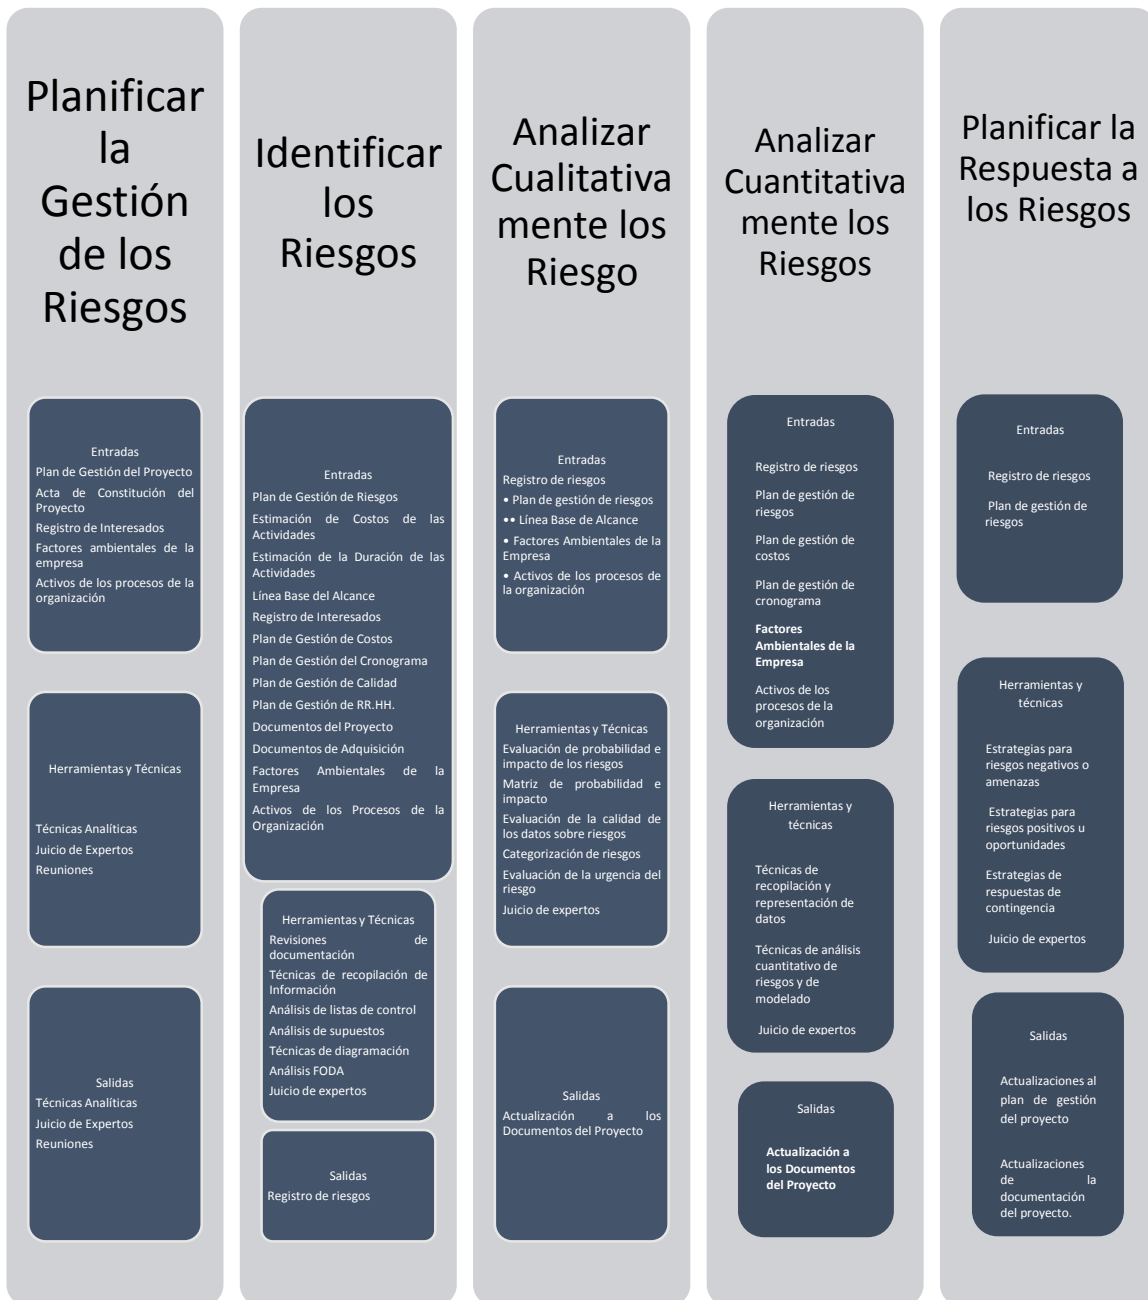 Planificar
la
Gestión
de los
Riesgos
Entradas
Plan de Gestión del Proyecto
Acta de Constitución del
Proyecto
Registro de Interesados
Factores ambientales de la
empresa
Activos de los procesos de la
organización
Herramientas y Técnicas
Técnicas Analíticas
Juicio de Expertos
Reuniones
Salidas
Técnicas Analíticas
Juicio de Expertos
Reuniones
Identificar
los
Riesgos
Entradas
Plan de Gestión de Riesgos
Estimación de Costos de las
Actividades
Estimación de la Duración de las
Actividades
Línea Base del Alcance
Registro de Interesados
Plan de Gestión de Costos
Plan de Gestión del Cronograma
Plan de Gestión de Calidad
Plan de Gestión de RR.HH.
Documentos del Proyecto
Documentos de Adquisición
Factores Ambientales de la
Empresa
Activos de los Procesos de la
Organización
Herramientas y Técnicas
Revisiones de
documentación
Técnicas de recopilación de
Información
Análisis de listas de control
Análisis de supuestos
Técnicas de diagramación
Análisis FODA
Juicio de expertos
Salidas
Registro de riesgos
Analizar
Cualitativa
mente los
Riesgo
Entradas
Registro de riesgos
• Plan de gestión de riesgos
•• Línea Base de Alcance
• Factores Ambientales de la
Empresa
• Activos de los procesos de
la organización
Herramientas y Técnicas
Evaluación de probabilidad e
impacto de los riesgos
Matriz de probabilidad e
impacto
Evaluación de la calidad de
los datos sobre riesgos
Categorización de riesgos
Evaluación de la urgencia del
riesgo
Juicio de expertos
Salidas
Actualización a los
Documentos del Proyecto
Analizar
Cuantitativa
mente los
Riesgos
Entradas
Registro de riesgos
Plan de gestión de
riesgos
Plan de gestión de
costos
Plan de gestión de
cronograma
Factores
Ambientales de la
Empresa
Activos de los
procesos de la
organización
Herramientas y
técnicas
Técnicas de
recopilación y
representación de
datos
Técnicas de análisis
cuantitativo de
riesgos y de
modelado
Juicio de expertos
Salidas
Actualización a
los Documentos
del Proyecto
Planificar la
Respuesta a
los Riesgos
Entradas
Registro de riesgos
Plan de gestión de
riesgos
Herramientas y
técnicas
Estrategias para
riesgos negativos o
amenazas
Estrategias para
riesgos positivos u
oportunidades
Estrategias de
respuestas de
contingencia
Juicio de expertos
Salidas
Actualizaciones al
plan de gestión
del proyecto
Actualizaciones
de la
documentación
del proyecto.